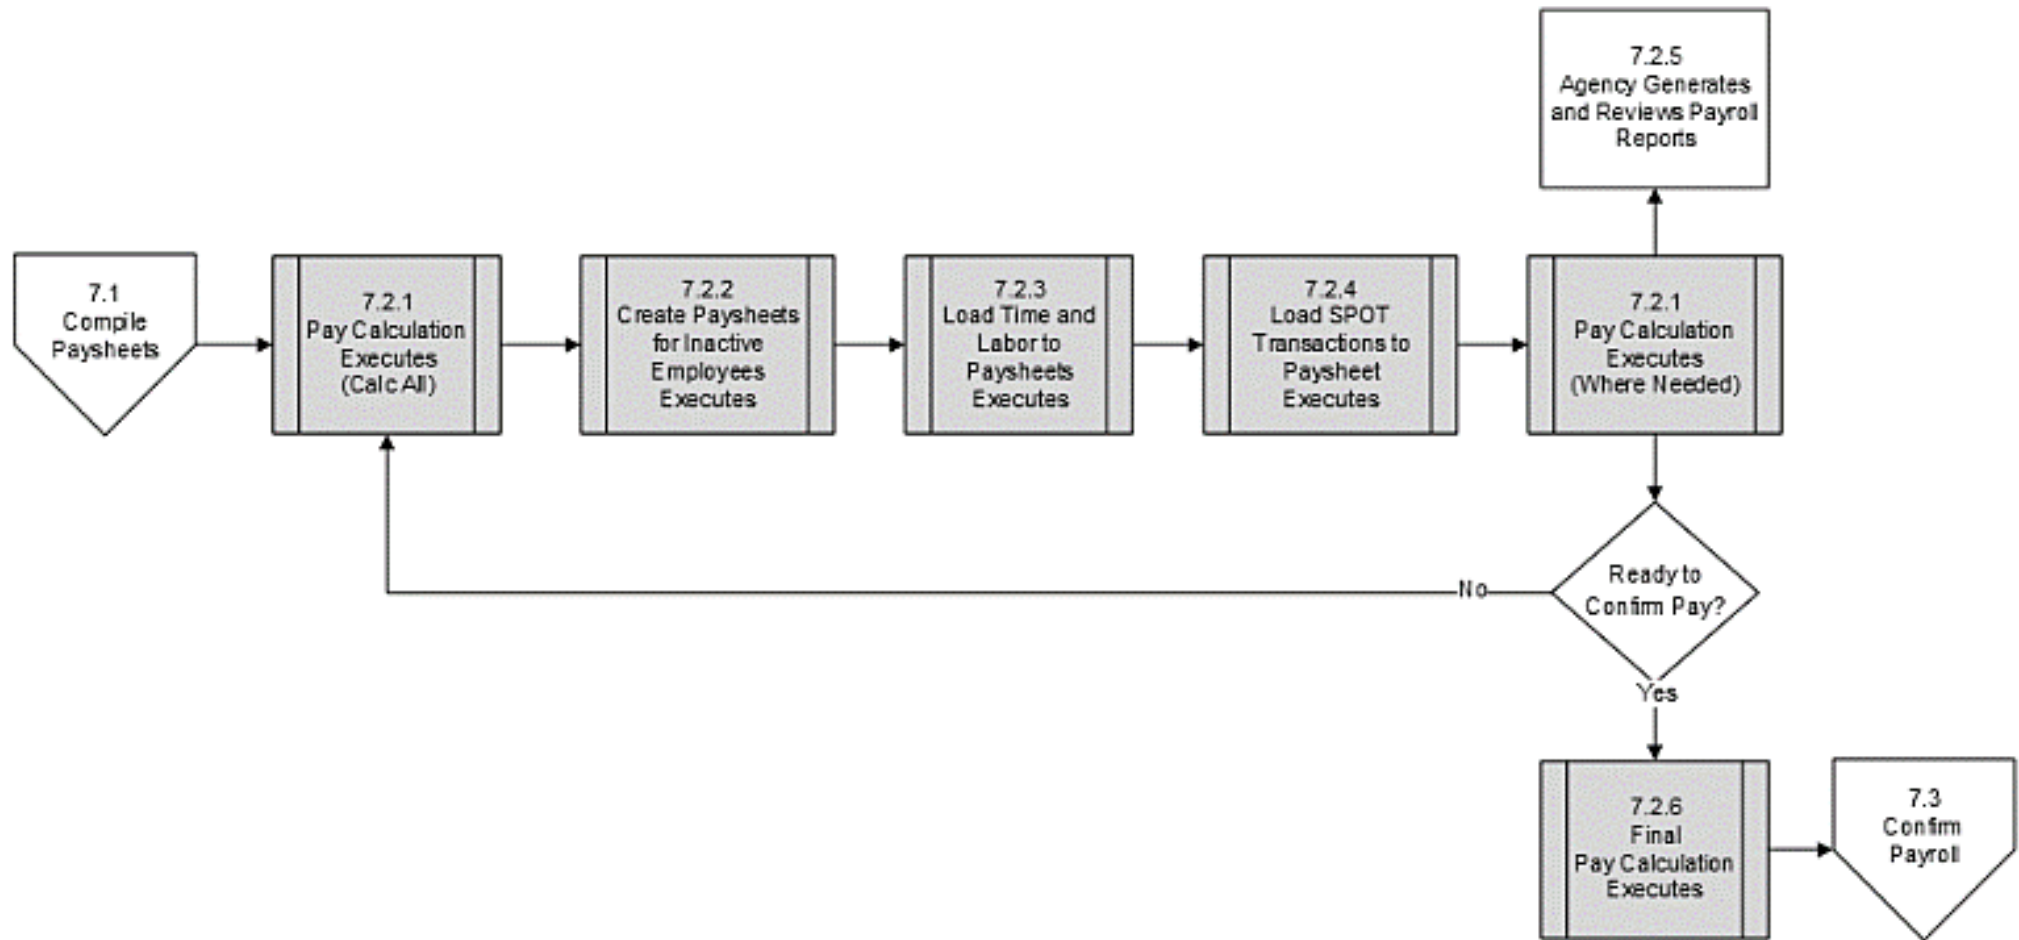 7.2.5
Agency Generates
and Reviews Payroll
Reports
7.1
Compile
Paysheets
7.2.1
Pay Calculation
Executes
(Calc All)
7.2.2
Create Paysheets
for Inactive
Employees
Executes
7.2.3
Load Time and
Labor to
Paysheets
Executes
7.2.4
Load SPOT
Transactions to
Paysheet
Executes
7.2.1
Pay Calculation
Executes
(Where Needed)
Ready to
Confirm Pay?
No
Yes
7.2.6
Final
Pay Calculation
Executes
7.3
Confirm
Payroll